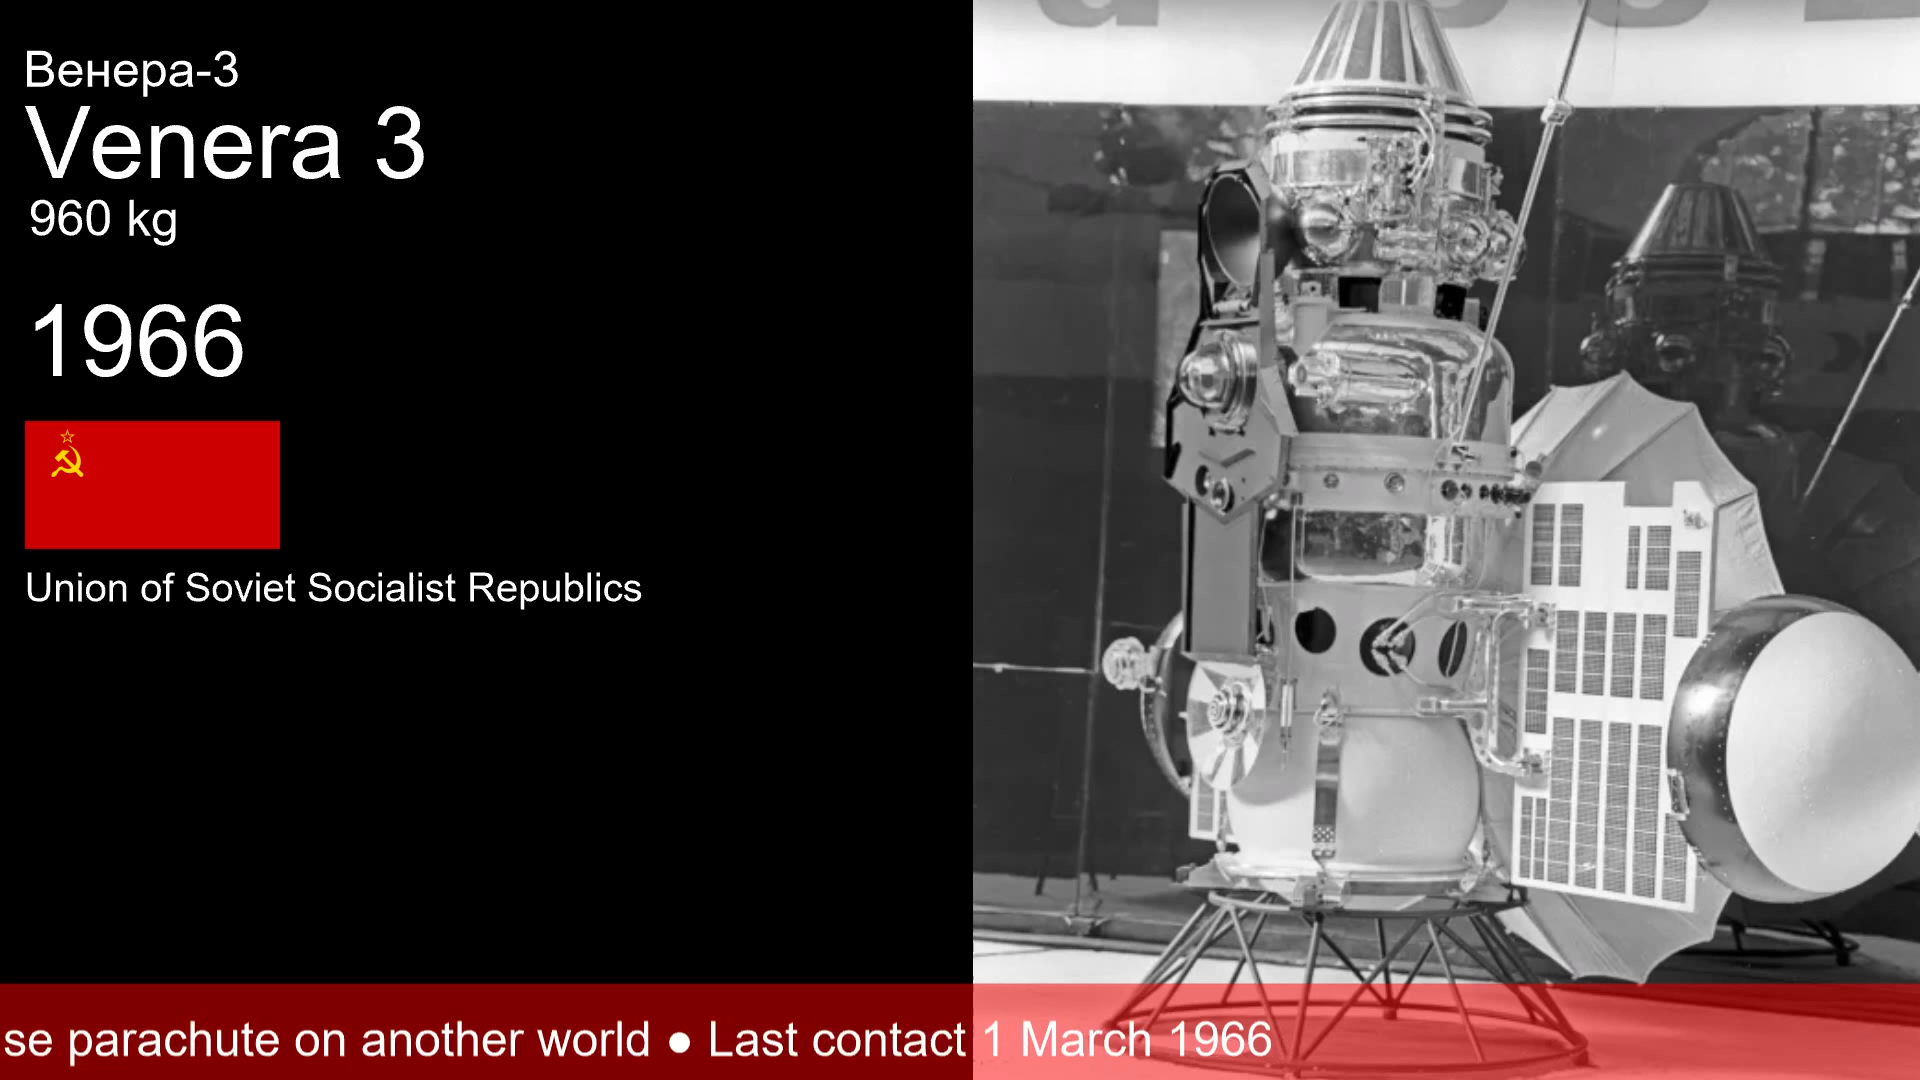 Венера-3
Venera 3
960 kg
1966
Union of Soviet Socialist Republics
se parachute on another world ● Last contact 1 March 1966